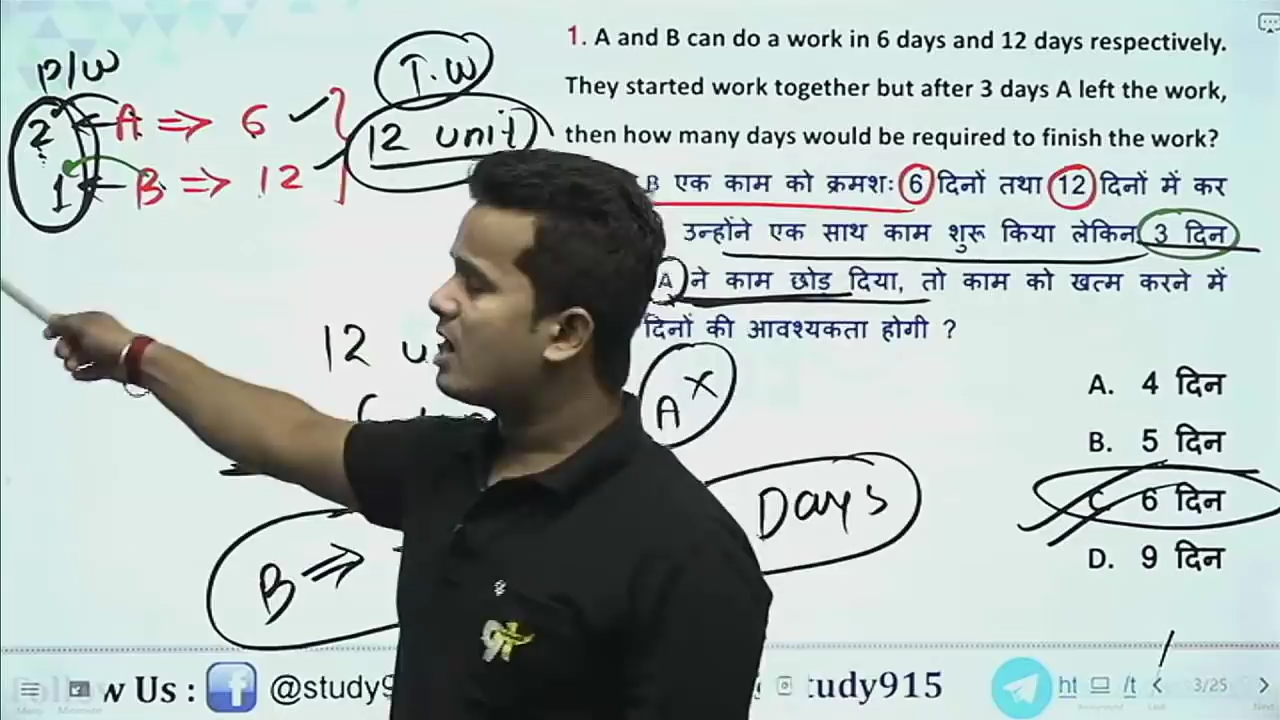 1. A and B can do a work in 6 days and 12 days respectively.
They started work together but after 3 days A left the work,
then how many days would be required to finish the work?
B एक काम को क्रमशः 6 दिनों तथा 12 दिनों में कर
उन्होंने एक साथ काम शुरू किया लेकिन 3 दिन
A ने काम छोड़ दिया, तो काम को खत्म करने में
दिनों की आवश्यकता होगी ?
A. 4 दिन
B. 5 दिन
C. 6 दिन
D. 9 दिन
P/W
T.W
2 A ⇒ 6
12 unit
1 B ⇒ 12
12
A X
B ⇒
Days
w Us :
@study9
tudy915
ht
/t
3/25